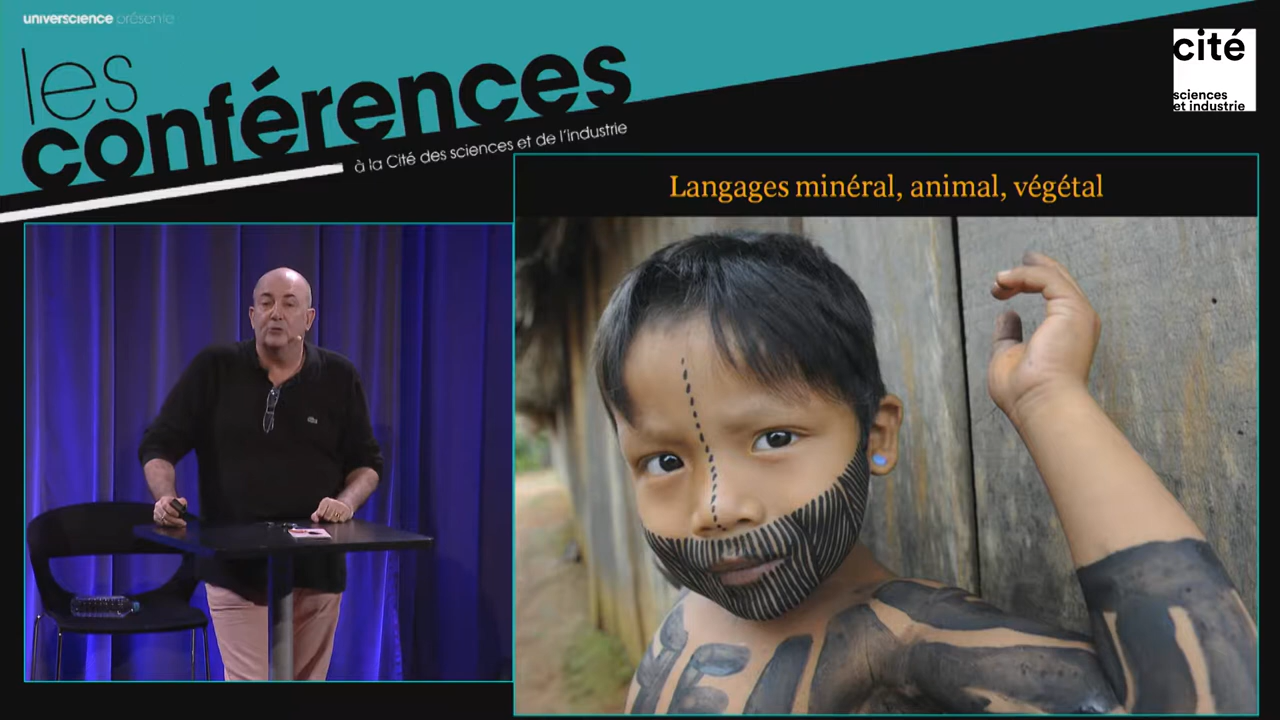 universcience présente
les
conférences
à la Cité des sciences et de l'industrie
cité
sciences
et industrie
Langages minéral, animal, végétal